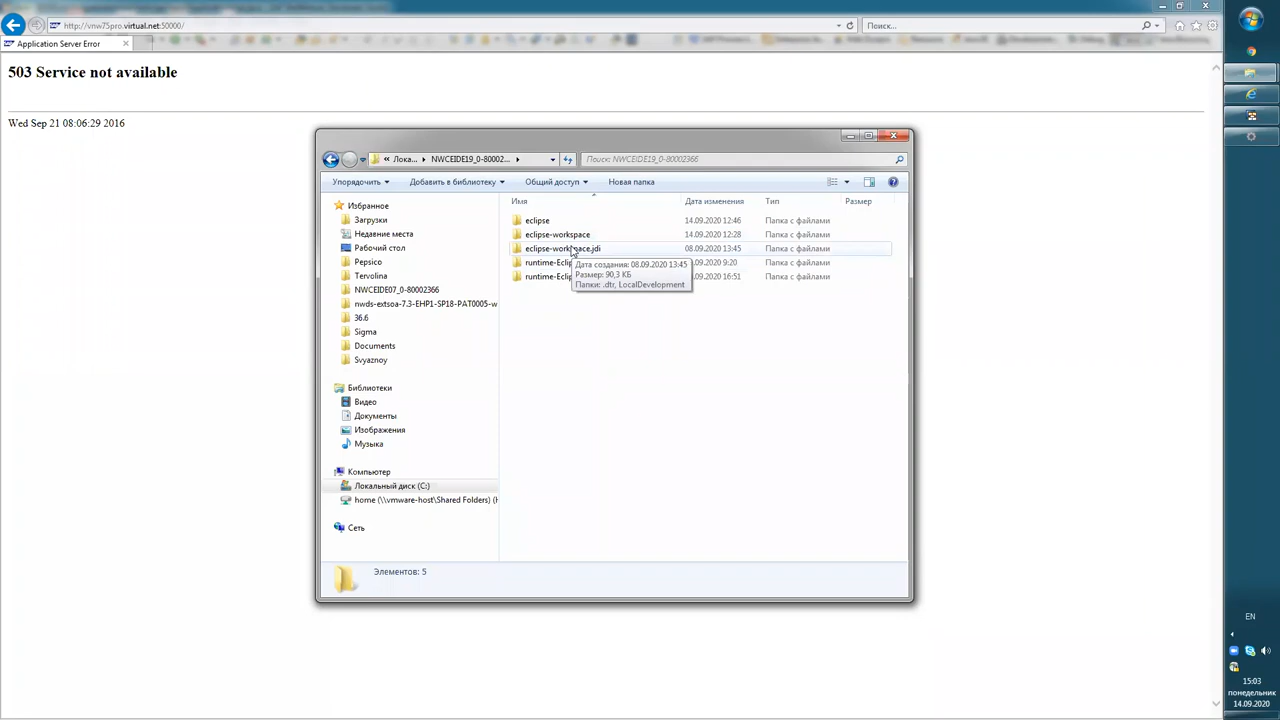 http://vnw75pro.virtual.net:50000/
Поиск...
Application Server Error
503 Service not available
Wed Sep 21 08:06:29 2016
« Лока... NWCEIDE19_0-80002...
Поиск: NWCEIDE19_0-80002366
Упорядочить Добавить в библиотеку Общий доступ Новая папка
Имя Дата изменения Тип Размер
Избранное
Загрузки
Недавние места
Рабочий стол
Pepsico
Tervolina
NWCEIDE07_0-80002366
nwds-extsoa-7.3-EHP1-SP18-PAT0005-w
36.6
Sigma
Documents
Svyaznoy
Библиотеки
Видео
Документы
Изображения
Музыка
Компьютер
Локальный диск (C:)
home (\\vmware-host\Shared Folders) (H
Сеть
eclipse 14.09.2020 12:46 Папка с файлами
eclipse-workspace 14.09.2020 12:28 Папка с файлами
eclipse-workspace.jdi 08.09.2020 13:45 Папка с файлами
runtime-Eclip .09.2020 9:20 Папка с файлами
runtime-Eclip .09.2020 16:51 Папка с файлами
Дата создания: 08.09.2020 13:45
Размер: 90,3 КБ
Папки: .dtr, LocalDevelopment
Элементов: 5
EN
15:03
понедельник
14.09.2020